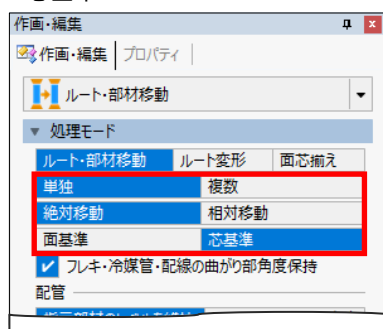 作画・編集
作画・編集 プロパティ
ルート・部材移動
処理モード
ルート・部材移動 ルート変形 面芯揃え
単独 複数
絶対移動 相対移動
面基準 芯基準
フレキ・冷媒管・配線の曲がり部角度保持
配管